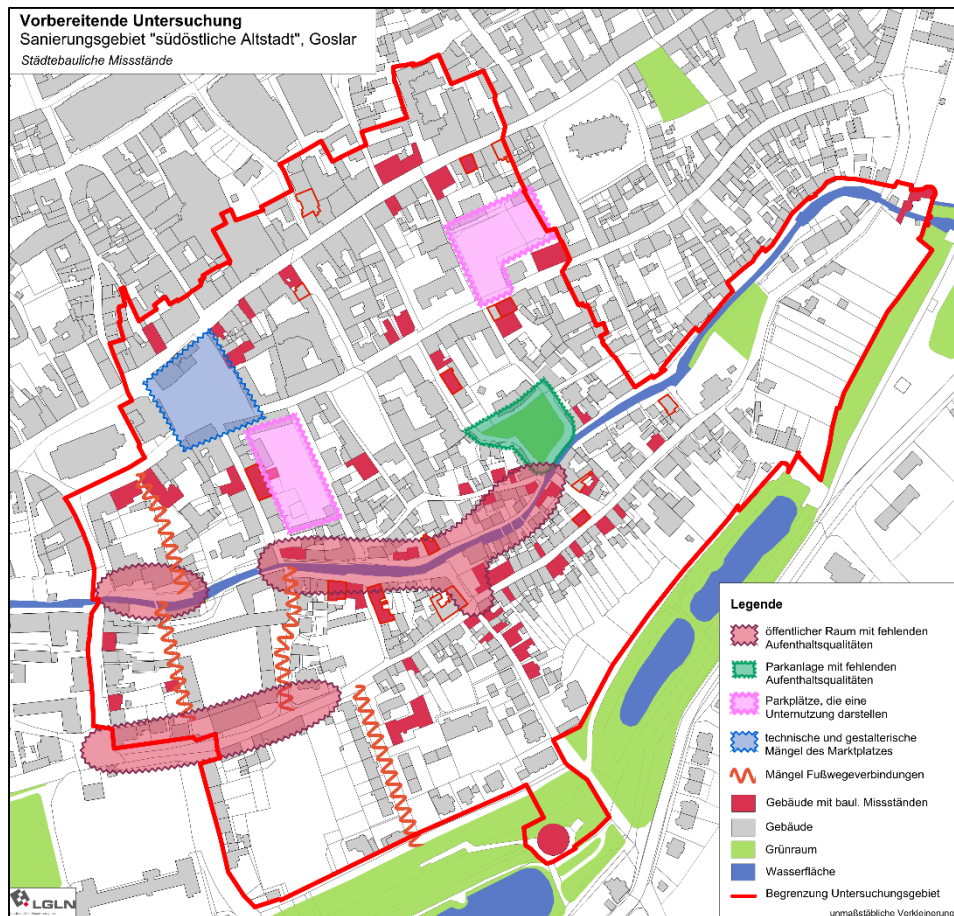 Vorbereitende Untersuchung
Sanierungsgebiet "südöstliche Altstadt", Goslar
Städtebauliche Missstände
Legende
öffentlicher Raum mit fehlenden
Aufenthaltsqualitäten
Parkanlage mit fehlenden
Aufenthaltsqualitäten
Parkplätze, die eine
Unternutzung darstellen
technische und gestalterische
Mängel des Marktplatzes
Mängel Fußwegeverbindungen
Gebäude mit baul. Missständen
Gebäude
Grünraum
Wasserfläche
Begrenzung Untersuchungsgebiet
unmaßstäbliche Verkleinerung
LGLN